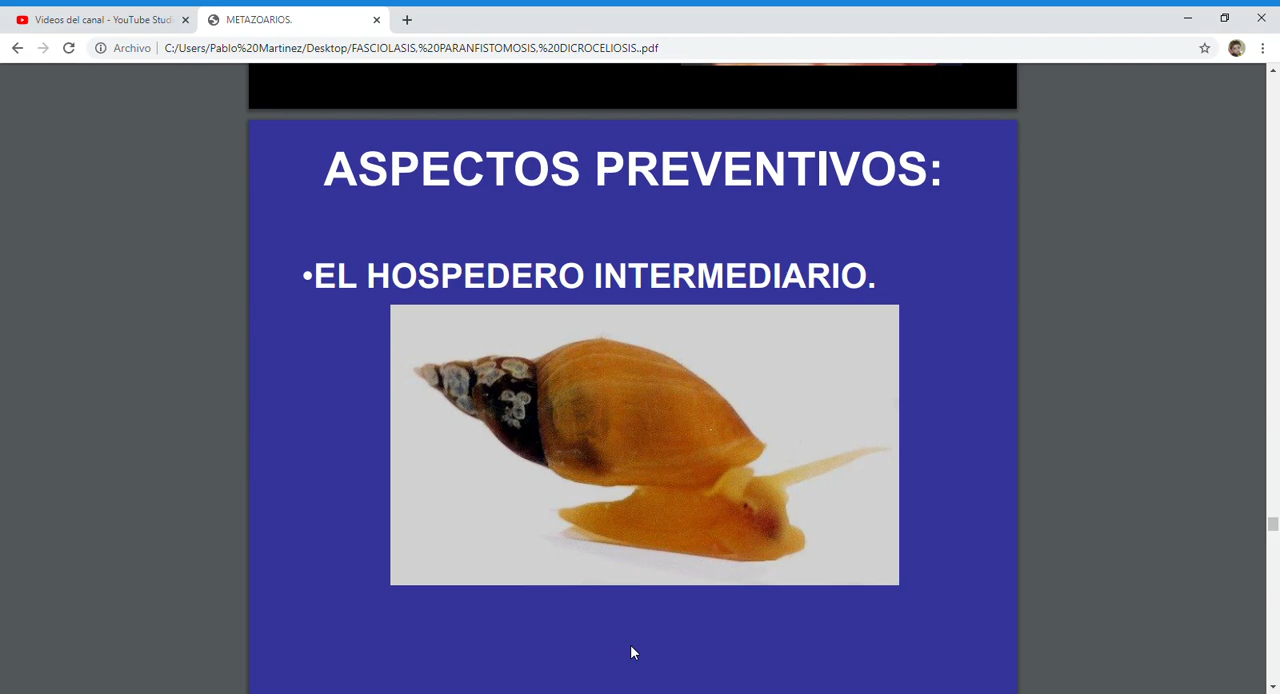 Videos del canal - YouTube Stud
METAZOARIOS.
Archivo
C:/Users/Pablo%20Martinez/Desktop/FASCIOLASIS,%20PARANFISTOMOSIS,%20DICROCELIOSIS..pdf
ASPECTOS PREVENTIVOS:
•EL HOSPEDERO INTERMEDIARIO.